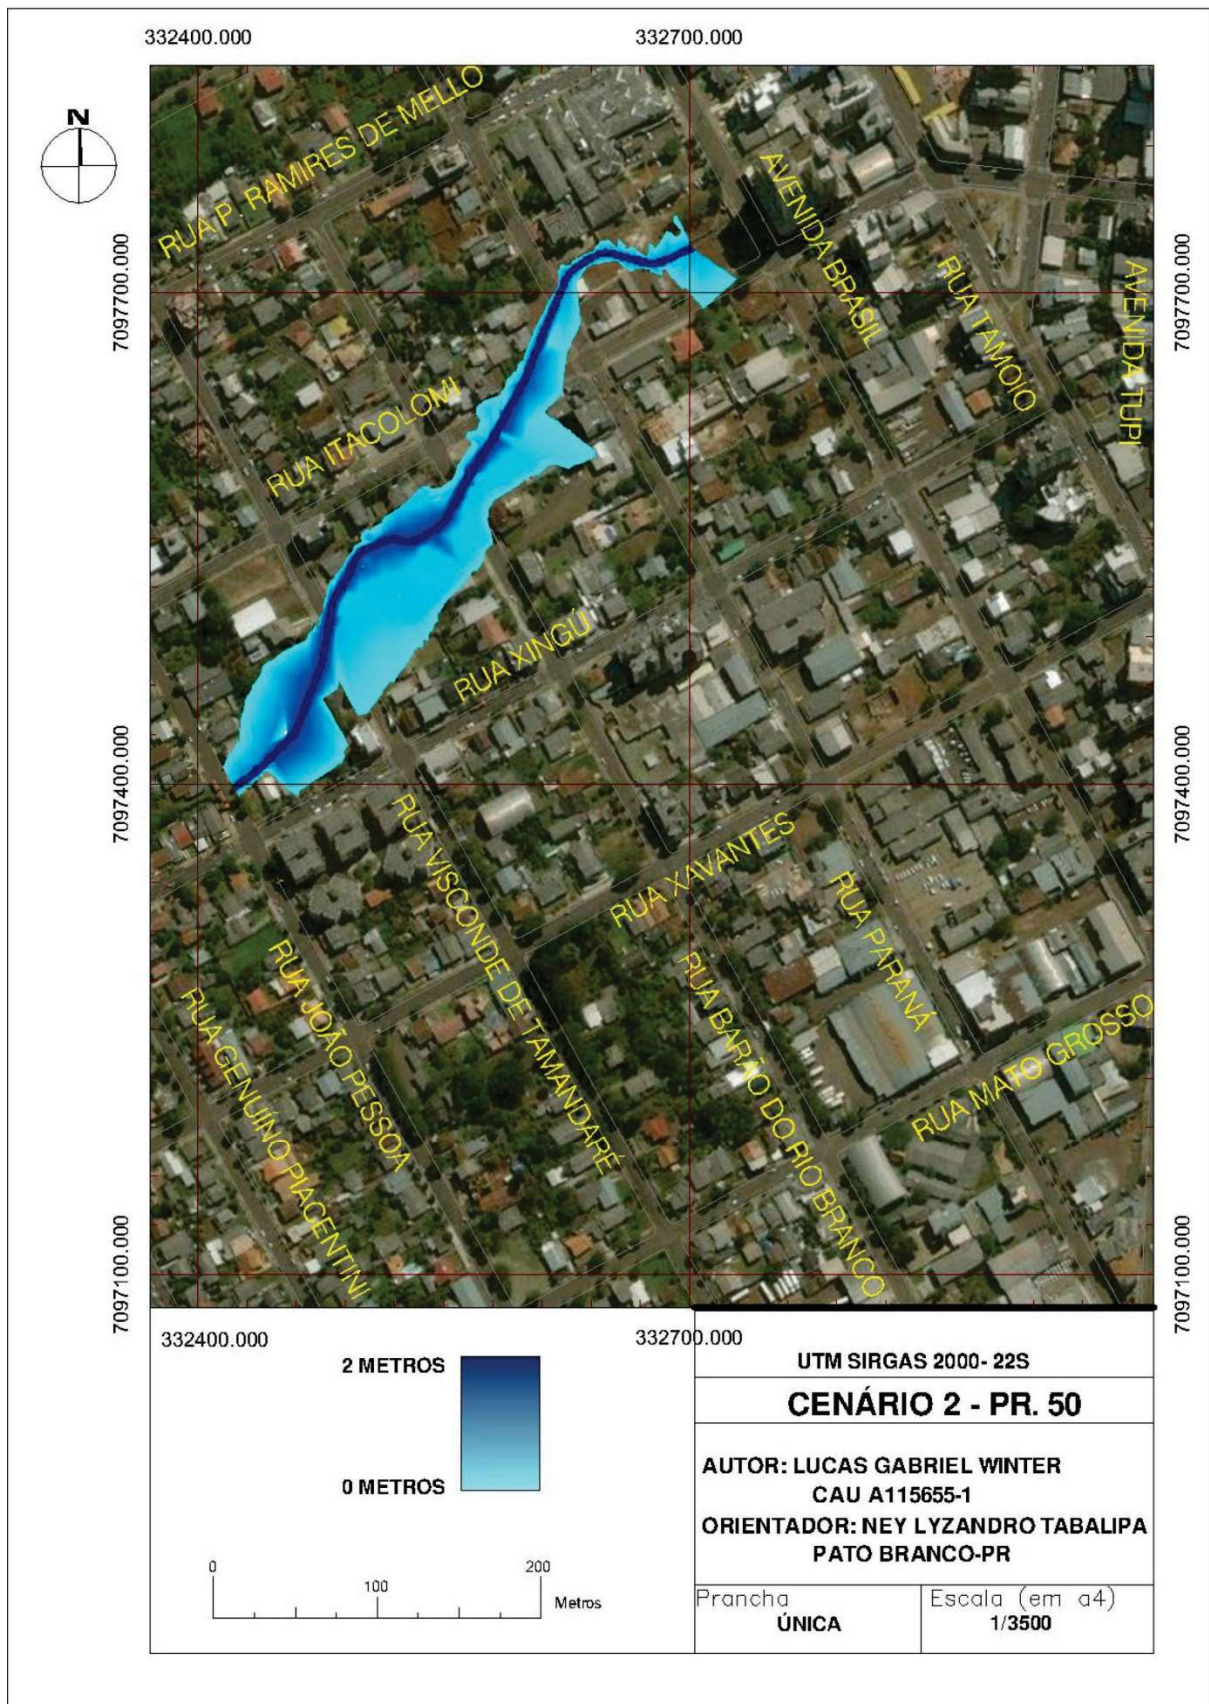 332400.000
332700.000
N
7097700.000
7097700.000
RUA P. RAMIRES DE MELLO
AVENIDA BRASIL
RUA TAMOIO
AVENIDA TUPI
RUA ITACOLOMI
RUA XINGÚ
7097400.000
7097400.000
RUA VISCONDE DE TAMANDARÉ
RUA XAVANTES
RUA PARANÁ
RUA JOÃO PESSOA
RUA GENUÍNO PIACENTINI
RUA BARÃO DO RIO BRANCO
RUA MATO GROSSO
7097100.000
7097100.000
332400.000
332700.000
2 METROS
0 METROS
0
100
200
Metros
UTM SIRGAS 2000- 22S
CENÁRIO 2 - PR. 50
AUTOR: LUCAS GABRIEL WINTER
CAU A115655-1
ORIENTADOR: NEY LYZANDRO TABALIPA
PATO BRANCO-PR
Prancha
ÚNICA
Escala (em a4)
1/3500